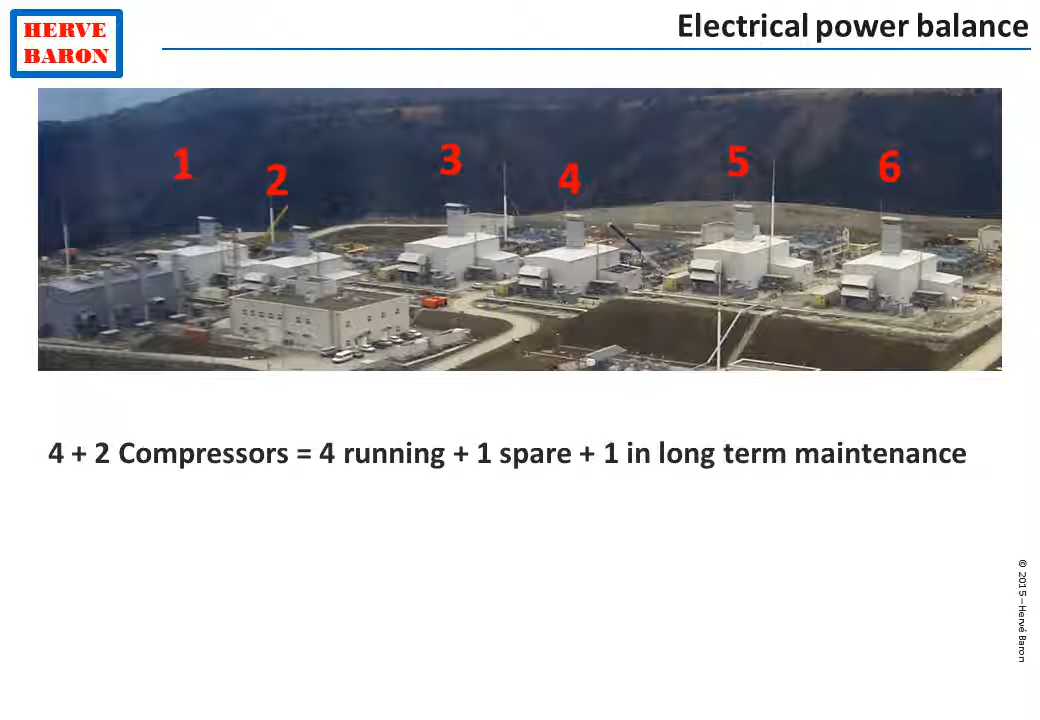 HERVE
BARON
Electrical power balance
1
2
3
4
5
6
4 + 2 Compressors = 4 running + 1 spare + 1 in long term maintenance
© 2015 – Hervé Baron